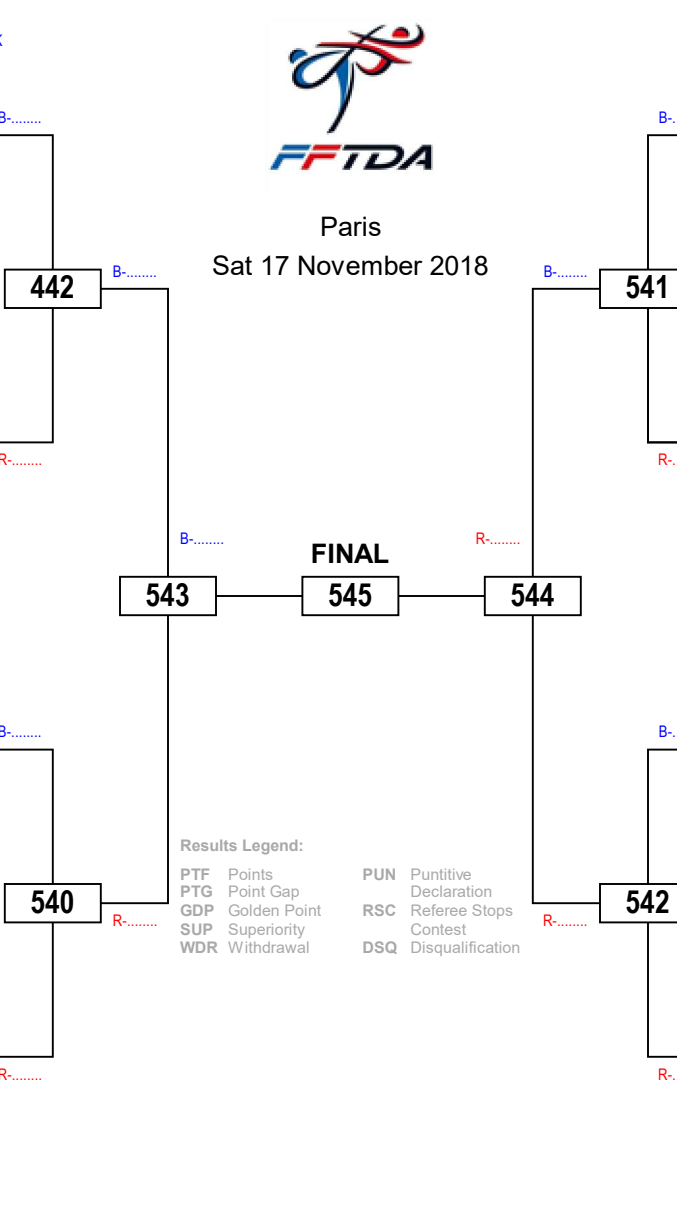 FFTDA
Paris
Sat 17 November 2018
B-........
B-..
B-........
B-........
442
541
R-........
R-..
B-........
R-........
FINAL
543
545
544
B-........
B-..
Results Legend:
PTF Points
PUN Puntitive Declaration
PTG Point Gap
GDP Golden Point
RSC Referee Stops Contest
SUP Superiority
WDR Withdrawal
DSQ Disqualification
540
542
R-........
R-........
R-........
R-..